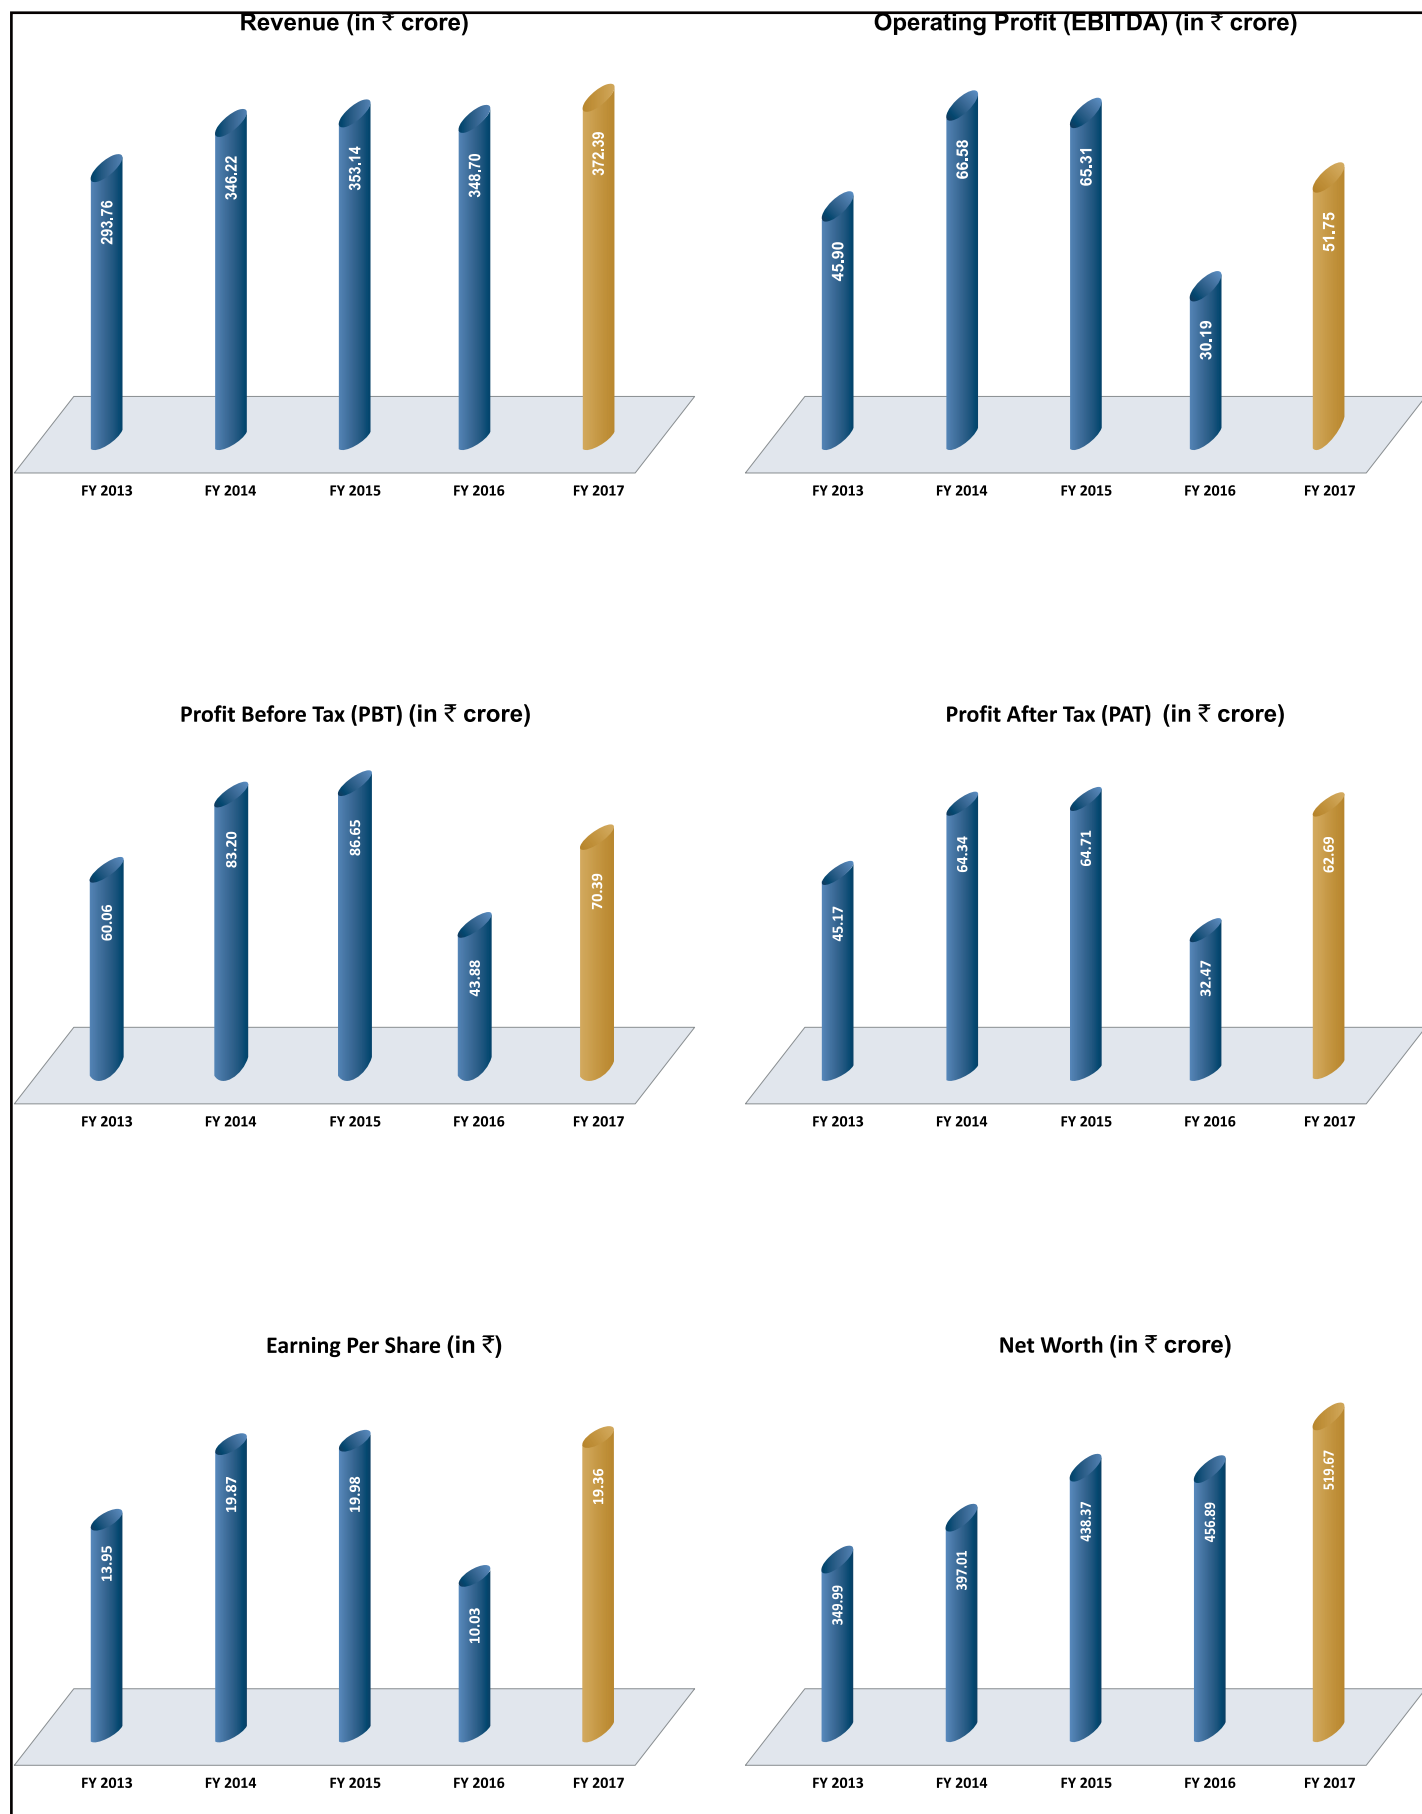 Revenue (in ₹ crore)
293.76
346.22
353.14
348.70
372.39
FY 2013 FY 2014 FY 2015 FY 2016 FY 2017
Operating Profit (EBITDA) (in ₹ crore)
45.90
66.58
65.31
30.19
51.75
FY 2013 FY 2014 FY 2015 FY 2016 FY 2017
Profit Before Tax (PBT) (in ₹ crore)
60.06
83.20
86.65
43.88
70.39
FY 2013 FY 2014 FY 2015 FY 2016 FY 2017
Profit After Tax (PAT) (in ₹ crore)
45.17
64.34
64.71
32.47
62.69
FY 2013 FY 2014 FY 2015 FY 2016 FY 2017
Earning Per Share (in ₹)
13.95
19.87
19.98
10.03
19.36
FY 2013 FY 2014 FY 2015 FY 2016 FY 2017
Net Worth (in ₹ crore)
349.99
397.01
438.37
456.89
519.67
FY 2013 FY 2014 FY 2015 FY 2016 FY 2017